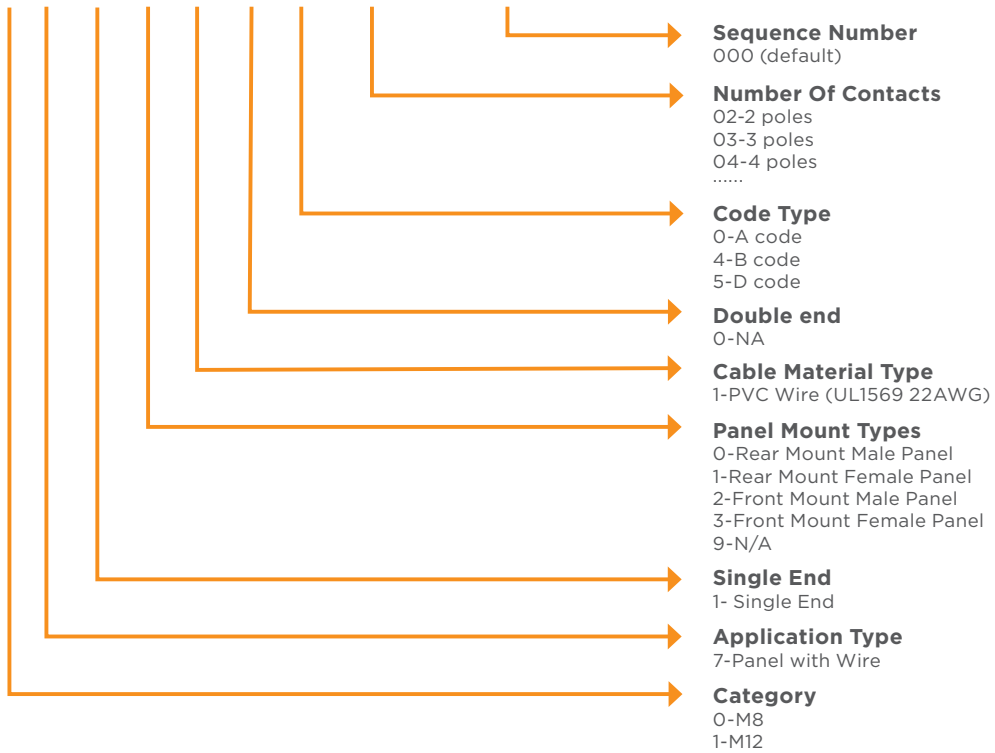 Sequence Number
000 (default)
Number Of Contacts
02-2 poles
03-3 poles
04-4 poles
......
Code Type
0-A code
4-B code
5-D code
Double end
0-NA
Cable Material Type
1-PVC Wire (UL1569 22AWG)
Panel Mount Types
0-Rear Mount Male Panel
1-Rear Mount Female Panel
2-Front Mount Male Panel
3-Front Mount Female Panel
9-N/A
Single End
1- Single End
Application Type
7-Panel with Wire
Category
0-M8
1-M12